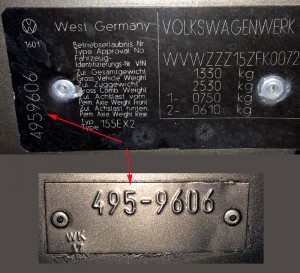 West Germany
VOLKSWAGENWERK
1601
Betriebserlaubnis Nr
Type Approval No
Fahrzeug-
Identifizierungs-Nr VIN
WVWZZZ15ZFK0072
Zul. Gesamtgewicht
Gross Vehicle Weight
1330 kg
Zul. Zuggewicht
Gross Comb. Weight
2530 kg
Zul. Achslast vorn
Perm. Axle Weight Front
1- 0750 kg
Zul. Achslast hinten
Perm. Axle Weight Rear
2- 0610 kg
Typ
Type 155EX2
4959606
495-9606
WK
17